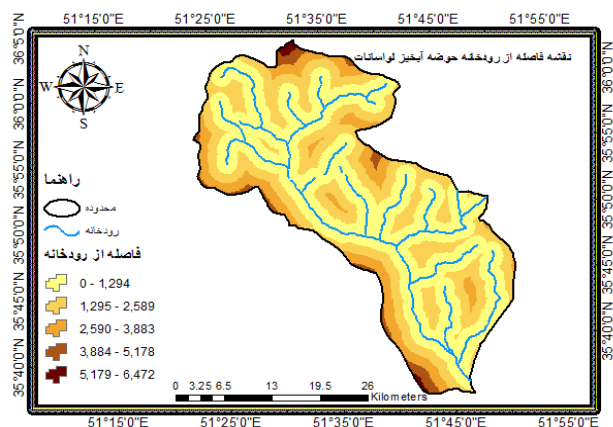 51°15'0"E 51°25'0"E 51°35'0"E 51°45'0"E 51°55'0"E
نقشه فاصله از رودخانه حوضه آبخیز لواسانات
N
W E
S
راهنما
محدوده
رودخانه
فاصله از رودخانه
0 - 1,294
1,295 - 2,589
2,590 - 3,883
3,884 - 5,178
5,179 - 6,472
0 3.25 6.5 13 19.5 26
Kilometers
36°5'0"N
36°0'0"N
35°55'0"N
35°50'0"N
35°45'0"N
35°40'0"N
36°0'0"N
35°55'0"N
35°50'0"N
35°45'0"N
35°40'0"N
51°15'0"E 51°25'0"E 51°35'0"E 51°45'0"E 51°55'0"E